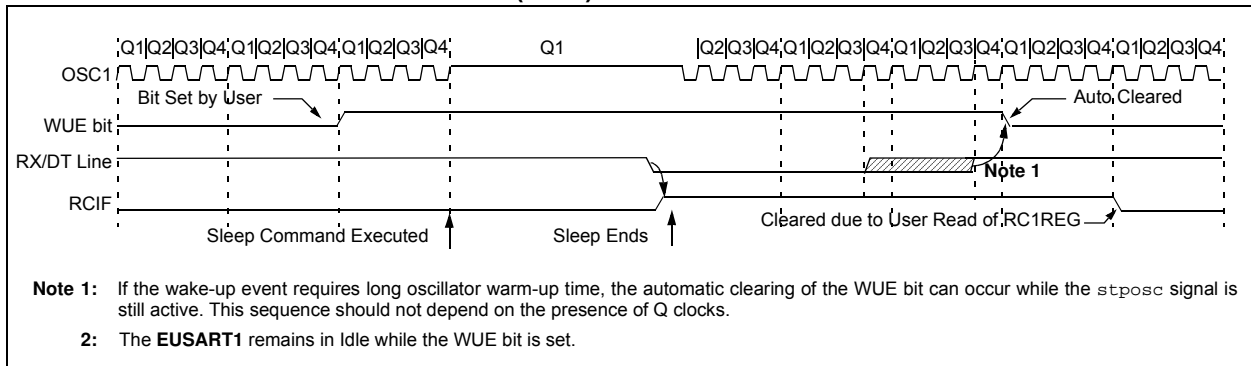 Q1|Q2|Q3|Q4 Q1|Q2|Q3|Q4 Q1|Q2|Q3|Q4 Q1 |Q2|Q3|Q4 Q1|Q2|Q3|Q4 Q1|Q2|Q3|Q4 Q1|Q2|Q3|Q4 Q1|Q2|Q3|Q4
OSC1
Bit Set by User Auto Cleared
WUE bit
RX/DT Line
Note 1
RCIF
Cleared due to User Read of RC1REG
Sleep Command Executed Sleep Ends
Note 1: If the wake-up event requires long oscillator warm-up time, the automatic clearing of the WUE bit can occur while the stposc signal is
still active. This sequence should not depend on the presence of Q clocks.
2: The EUSART1 remains in Idle while the WUE bit is set.